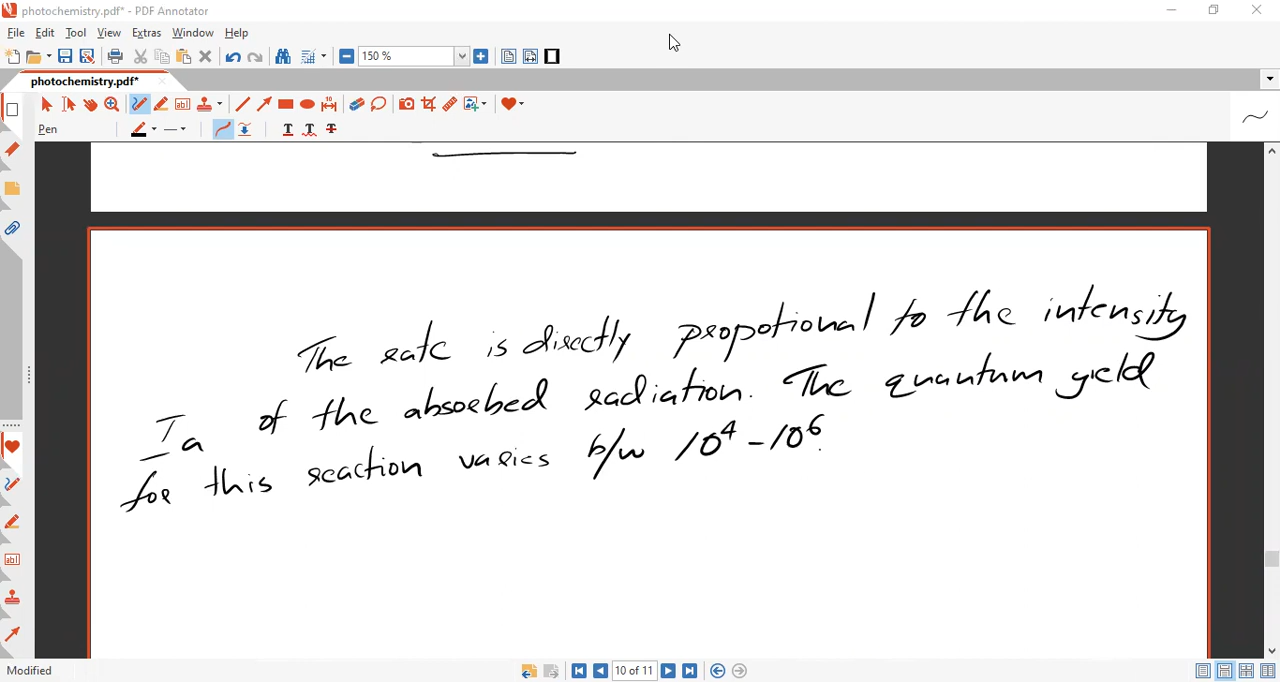 photochemistry.pdf* - PDF Annotator
File Edit Tool View Extras Window Help
150 %
photochemistry.pdf*
Pen
The rate is directly propotional to the intensity
Ia of the absorbed radiation. The quantum yield
for this reaction varies b/w 10⁴ - 10⁶.
Modified
10 of 11